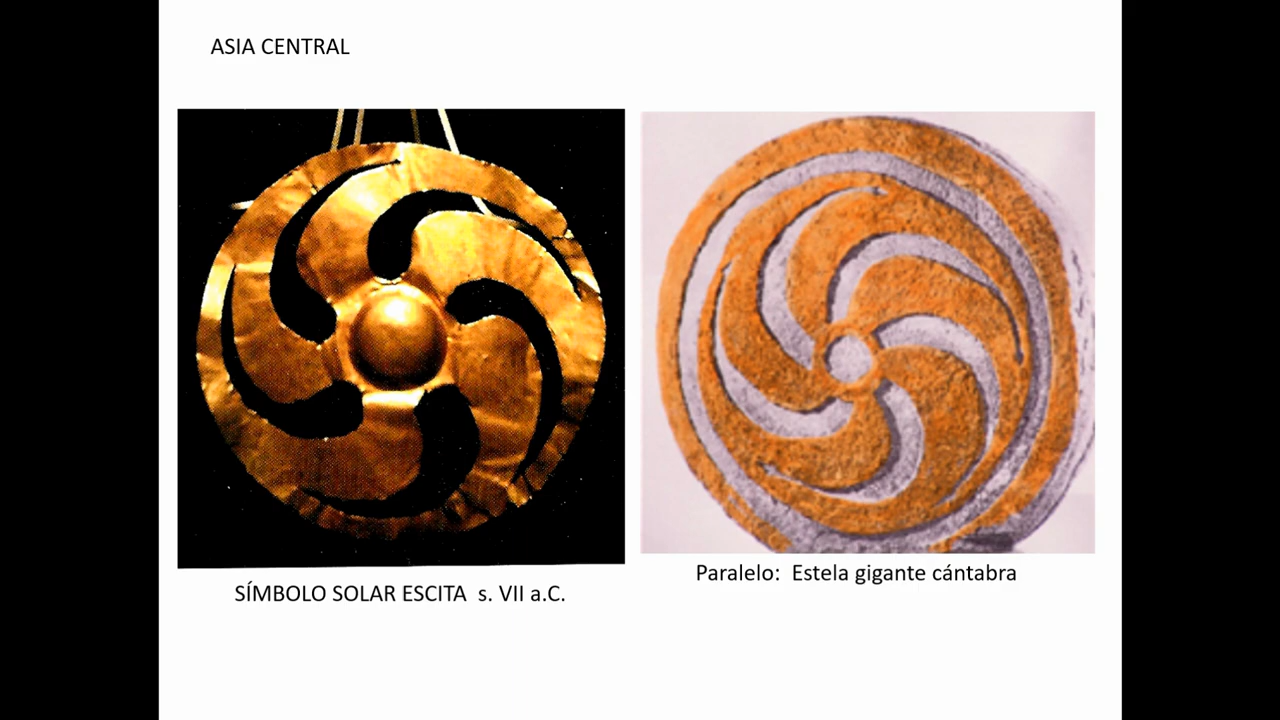 ASIA CENTRAL
SÍMBOLO SOLAR ESCITA s. VII a.C.
Paralelo: Estela gigante cántabra